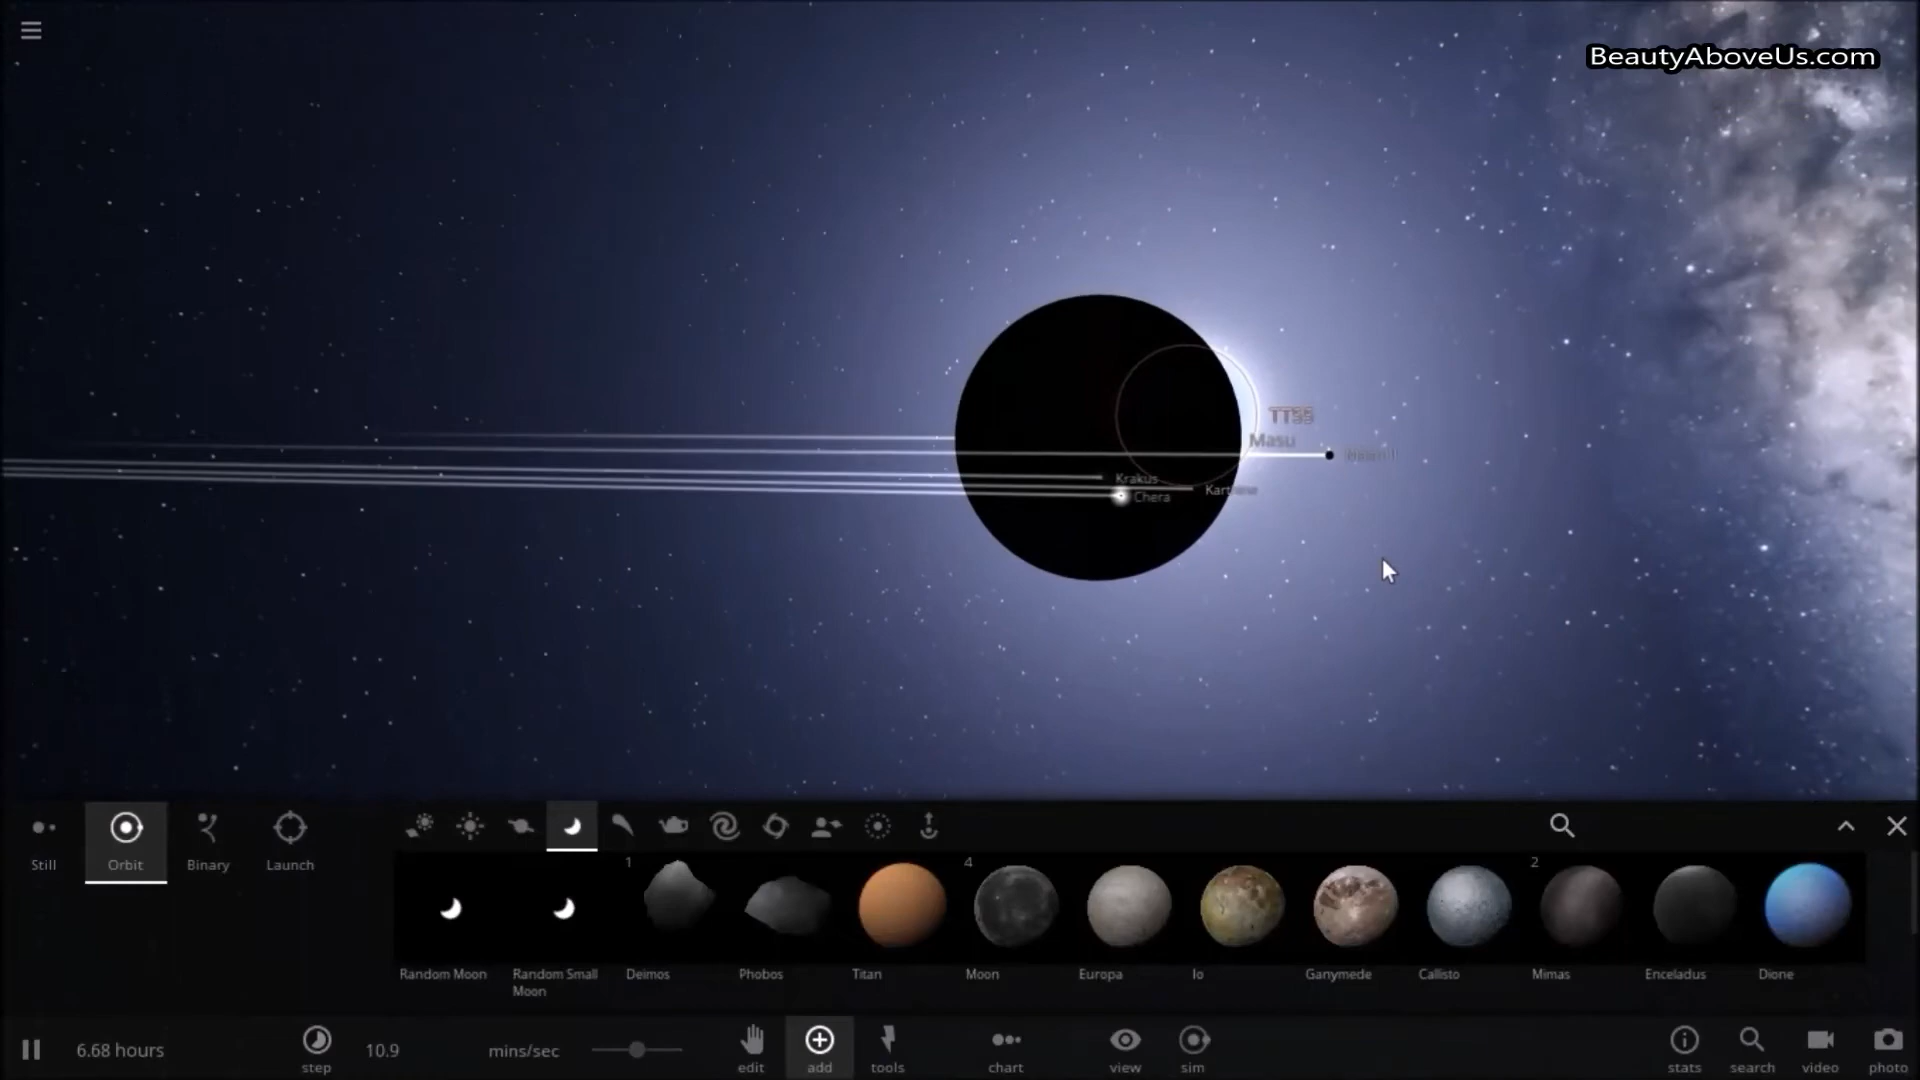 BeautyAboveUs.com
TT35
Masu
Krakus
Chera
Still
Orbit
Binary
Launch
1
4
2
Random Moon
Random Small
Moon
Deimos
Phobos
Titan
Moon
Europa
Io
Ganymede
Callisto
Mimas
Enceladus
Dione
6.68 hours
step
10.9
mins/sec
edit
add
tools
chart
view
sim
stats
search
video
photo